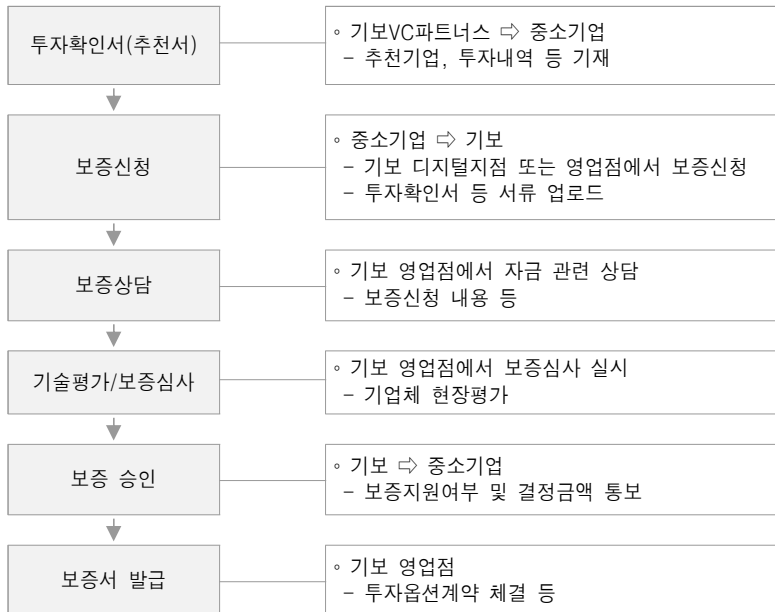 투자확인서(추천서)
◦ 기보VC파트너스 ⇨ 중소기업
– 추천기업, 투자내역 등 기재
보증신청
◦ 중소기업 ⇨ 기보
– 기보 디지털지점 또는 영업점에서 보증신청
– 투자확인서 등 서류 업로드
보증상담
◦ 기보 영업점에서 자금 관련 상담
– 보증신청 내용 등
기술평가/보증심사
◦ 기보 영업점에서 보증심사 실시
– 기업체 현장평가
보증 승인
◦ 기보 ⇨ 중소기업
– 보증지원여부 및 결정금액 통보
보증서 발급
◦ 기보 영업점
– 투자옵션계약 체결 등